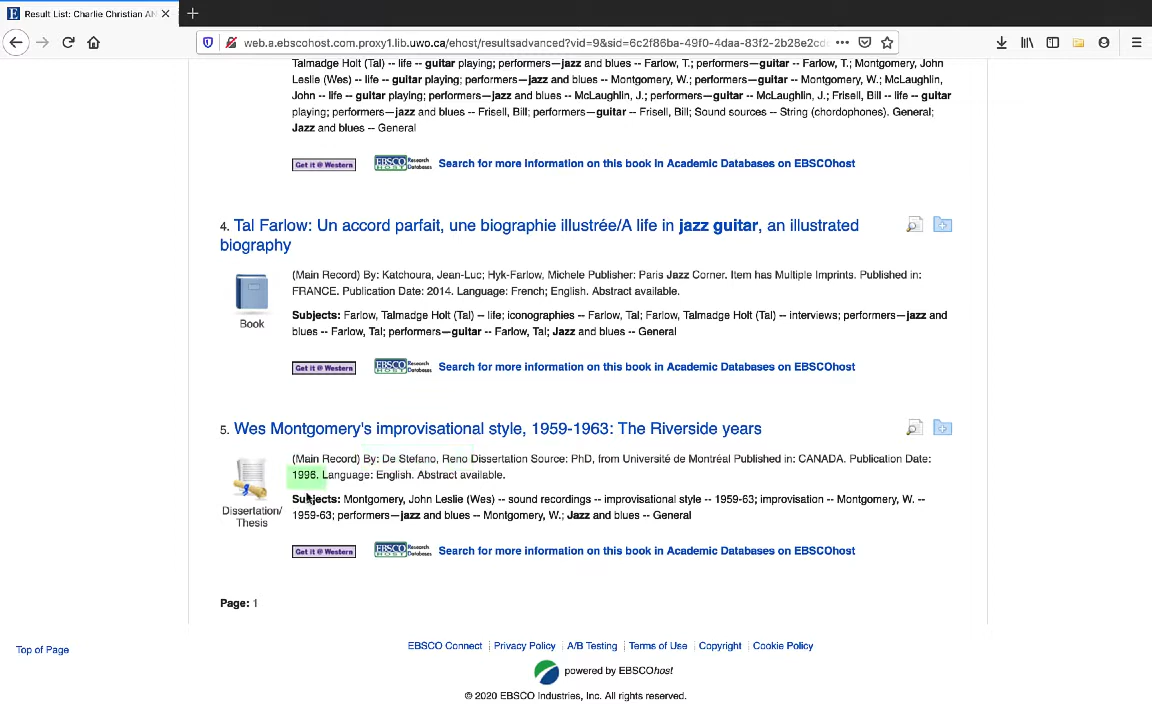 Result List: Charlie Christian AN
web.a.ebscohost.com.proxy1.lib.uwo.ca/ehost/resultsadvanced?vid=9&sid=6c2f86ba-49f0-4daa-83f2-2b28e2cdc
Talmadge Holt (Tal) -- life -- guitar playing; performers—jazz and blues -- Farlow, T.; performers—guitar -- Farlow, T.; Montgomery, John
Leslie (Wes) -- life -- guitar playing; performers—jazz and blues -- Montgomery, W.; performers—guitar -- Montgomery, W.; McLaughlin,
John -- life -- guitar playing; performers—jazz and blues -- McLaughlin, J.; performers—guitar -- McLaughlin, J.; Frisell, Bill -- life -- guitar
playing; performers—jazz and blues -- Frisell, Bill; performers—guitar -- Frisell, Bill; Sound sources -- String (chordophones). General;
Jazz and blues -- General
Get it @ Western EBSCO HOST Research Databases Search for more information on this book in Academic Databases on EBSCOhost
4. Tal Farlow: Un accord parfait, une biographie illustrée/A life in jazz guitar, an illustrated
biography
(Main Record) By: Katchoura, Jean-Luc; Hyk-Farlow, Michele Publisher: Paris Jazz Corner. Item has Multiple Imprints. Published in:
FRANCE. Publication Date: 2014. Language: French; English. Abstract available.
Book
Subjects: Farlow, Talmadge Holt (Tal) -- life; iconographies -- Farlow, Tal; Farlow, Talmadge Holt (Tal) -- interviews; performers—jazz and
blues -- Farlow, Tal; performers—guitar -- Farlow, Tal; Jazz and blues -- General
Get it @ Western EBSCO HOST Research Databases Search for more information on this book in Academic Databases on EBSCOhost
5. Wes Montgomery's improvisational style, 1959-1963: The Riverside years
(Main Record) By: De Stefano, Reno Dissertation Source: PhD, from Université de Montréal Published in: CANADA. Publication Date:
1996. Language: English. Abstract available.
Dissertation/
Thesis
Subjects: Montgomery, John Leslie (Wes) -- sound recordings -- improvisational style -- 1959-63; improvisation -- Montgomery, W. --
1959-63; performers—jazz and blues -- Montgomery, W.; Jazz and blues -- General
Get it @ Western EBSCO HOST Research Databases Search for more information on this book in Academic Databases on EBSCOhost
Page: 1
Top of Page
EBSCO Connect | Privacy Policy | A/B Testing | Terms of Use | Copyright | Cookie Policy
powered by EBSCOhost
© 2020 EBSCO Industries, Inc. All rights reserved.